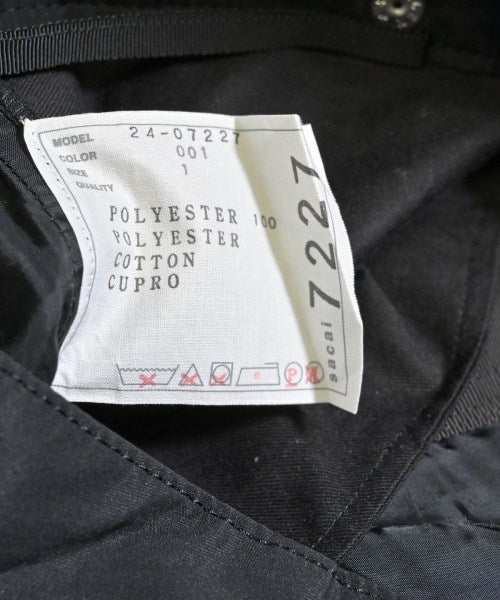 MODEL 24-07227
COLOR 001
SIZE 1
QUALITY
POLYESTER 100
POLYESTER
COTTON
CUPRO
P
sacai 7227